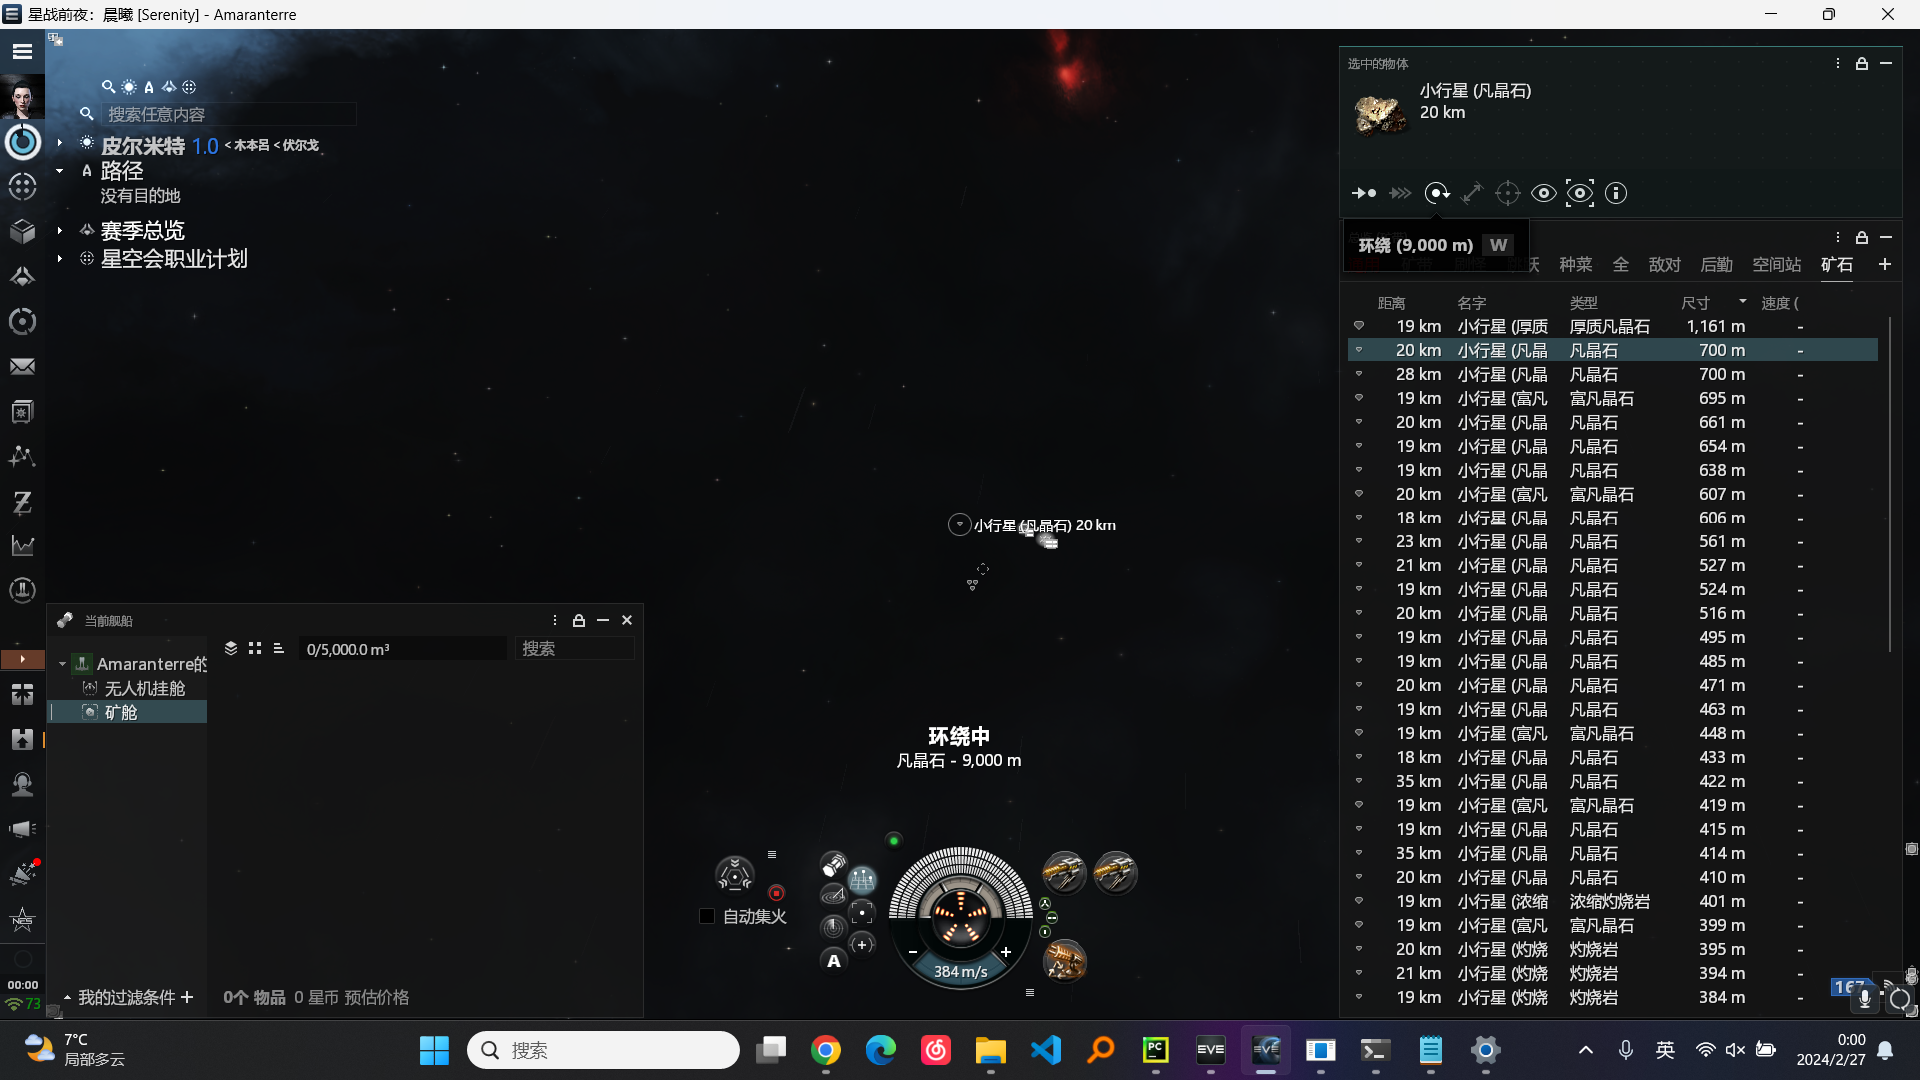 星战前夜：晨曦 [Serenity] - Amaranterre
搜索任意内容
皮尔米特 1.0 < 木本吕 < 伏尔戈
路径
没有目的地
赛季总览
星空会职业计划
选中的物体
小行星 (凡晶石)
20 km
环绕 (9,000 m) W
种菜 全 敌对 后勤 空间站 矿石 +
距离 名字 类型 尺寸 速度 (
19 km 小行星 (厚质 厚质凡晶石 1,161 m -
20 km 小行星 (凡晶 凡晶石 700 m -
28 km 小行星 (凡晶 凡晶石 700 m -
19 km 小行星 (富凡 富凡晶石 695 m -
20 km 小行星 (凡晶 凡晶石 661 m -
19 km 小行星 (凡晶 凡晶石 654 m -
19 km 小行星 (凡晶 凡晶石 638 m -
20 km 小行星 (富凡 富凡晶石 607 m -
18 km 小行星 (凡晶 凡晶石 606 m -
23 km 小行星 (凡晶 凡晶石 561 m -
21 km 小行星 (凡晶 凡晶石 527 m -
19 km 小行星 (凡晶 凡晶石 524 m -
20 km 小行星 (凡晶 凡晶石 516 m -
19 km 小行星 (凡晶 凡晶石 495 m -
19 km 小行星 (凡晶 凡晶石 485 m -
20 km 小行星 (凡晶 凡晶石 471 m -
19 km 小行星 (凡晶 凡晶石 463 m -
19 km 小行星 (富凡 富凡晶石 448 m -
18 km 小行星 (凡晶 凡晶石 433 m -
35 km 小行星 (凡晶 凡晶石 422 m -
19 km 小行星 (富凡 富凡晶石 419 m -
19 km 小行星 (凡晶 凡晶石 415 m -
35 km 小行星 (凡晶 凡晶石 414 m -
20 km 小行星 (凡晶 凡晶石 410 m -
19 km 小行星 (浓缩 浓缩灼烧岩 401 m -
19 km 小行星 (富凡 富凡晶石 399 m -
20 km 小行星 (灼烧 灼烧岩 395 m -
21 km 小行星 (灼烧 灼烧岩 394 m -
19 km 小行星 (灼烧 灼烧岩 384 m -
小行星 (凡晶石) 20 km
当前舰船
0/5,000.0 m³ 搜索
Amaranterre的
无人机挂舱
矿舱
我的过滤条件 +
0个 物品 0 星币 预估价格
环绕中
凡晶石 - 9,000 m
自动集火
A
384 m/s
NES
00:00
73
167
7°C
局部多云
搜索
PC
EVE
EVE
英
0:00
2024/2/27